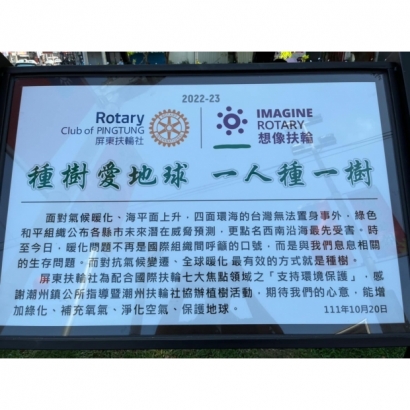 2022-23
Rotary
Club of PINGTUNG
屏東扶輪社
IMAGINE
ROTARY
想像扶輪
種樹愛地球 一人種一樹
面對氣候暖化、海平面上升，四面環海的台灣無法置身事外，綠色
和平組織公布各縣市未來潛在威脅預測，更點名西南沿海最先受害。時
至今日，暖化問題不再是國際組織間呼籲的口號，而是與我們息息相關
的生存問題。而對抗氣候變遷、全球暖化 最有效的方式就是種樹。
屏東扶輪社為配合國際扶輪七大焦點領域之「支持環境保護」，感
謝潮州鎮公所指導暨潮州扶輪社協辦植樹活動，期待我們的心意，能增
加綠化、補充氧氣、淨化空氣、保護地球。
111年10月20日